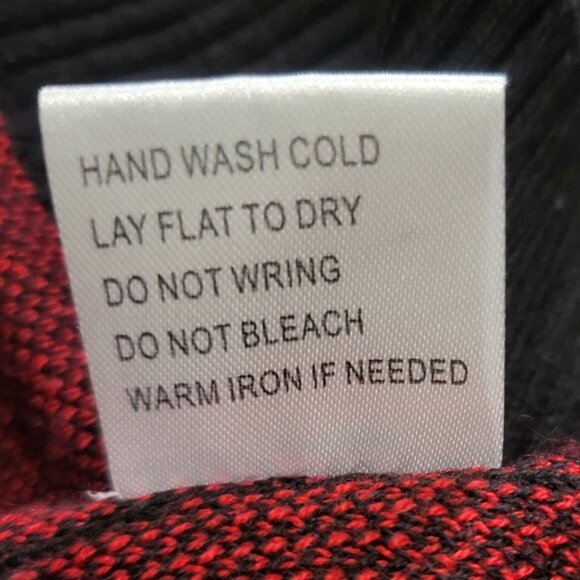 HAND WASH COLD
LAY FLAT TO DRY
DO NOT WRING
DO NOT BLEACH
WARM IRON IF NEEDED